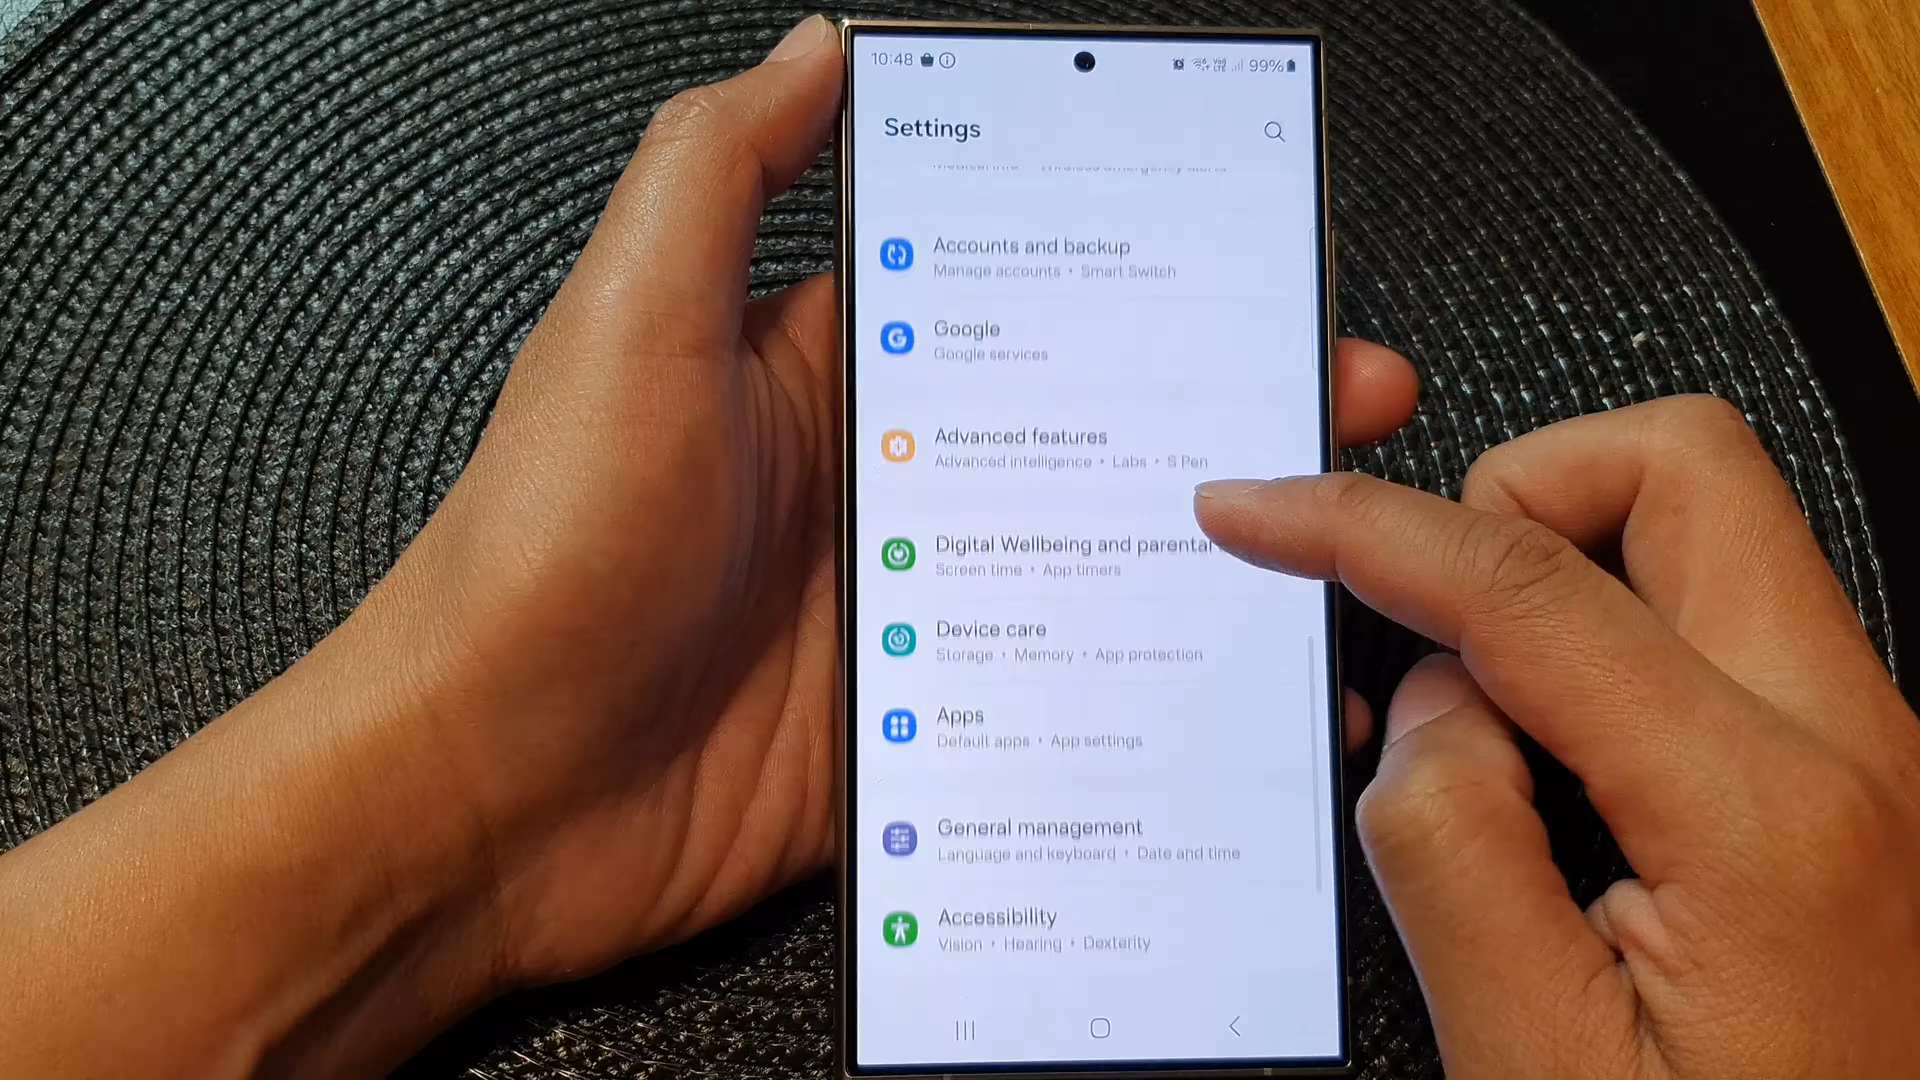 10:48
99%
Settings
Accounts and backup
Manage accounts • Smart Switch
Google
Google services
Advanced features
Advanced intelligence • Labs • S Pen
Digital Wellbeing and parental
Screen time • App timers
Device care
Storage • Memory • App protection
Apps
Default apps • App settings
General management
Language and keyboard • Date and time
Accessibility
Vision • Hearing • Dexterity